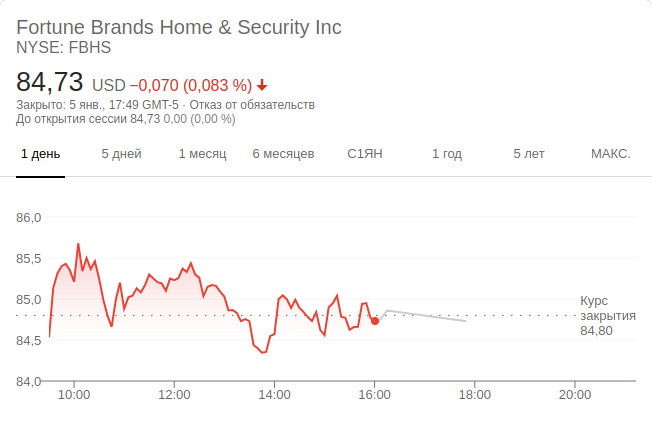 Fortune Brands Home & Security Inc
NYSE: FBHS
84,73 USD −0,070 (0,083 %)
Закрыто: 5 янв., 17:49 GMT-5 · Отказ от обязательств
До открытия сессии 84,73 0,00 (0,00 %)
1 день 5 дней 1 месяц 6 месяцев С1ЯН 1 год 5 лет МАКС.
86,0
85,5
85,0
84,5
84,0
Курс
закрытия
84,80
10:00 12:00 14:00 16:00 18:00 20:00